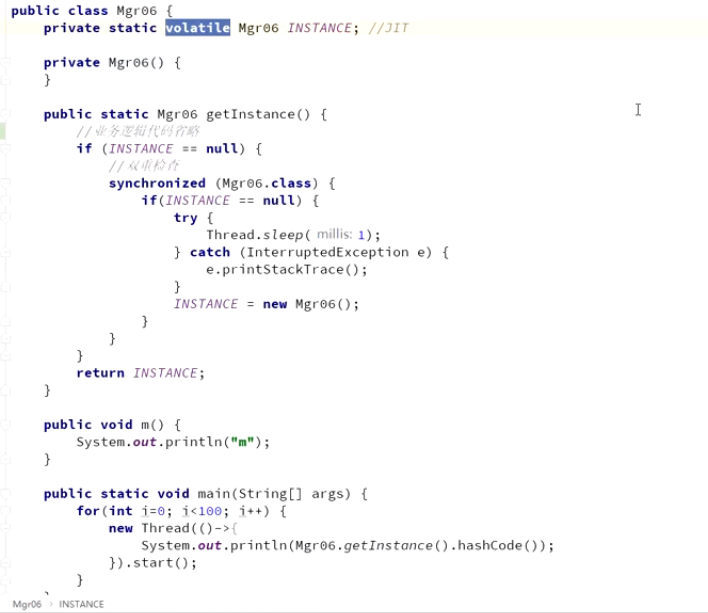 public class Mgr06 {
    private static volatile Mgr06 INSTANCE; //JIT
    private Mgr06() {
    }
    public static Mgr06 getInstance() {
        //业务逻辑代码省略
        if (INSTANCE == null) {
            //双重检查
            synchronized (Mgr06.class) {
                if(INSTANCE == null) {
                    try {
                        Thread.sleep( millis: 1);
                    } catch (InterruptedException e) {
                        e.printStackTrace();
                    }
                    INSTANCE = new Mgr06();
                }
            }
        }
        return INSTANCE;
    }
    public void m() {
        System.out.println("m");
    }
    public static void main(String[] args) {
        for(int i=0; i<100; i++) {
            new Thread(()->{
                System.out.println(Mgr06.getInstance().hashCode());
            }).start();
        }
Mgr06 › INSTANCE